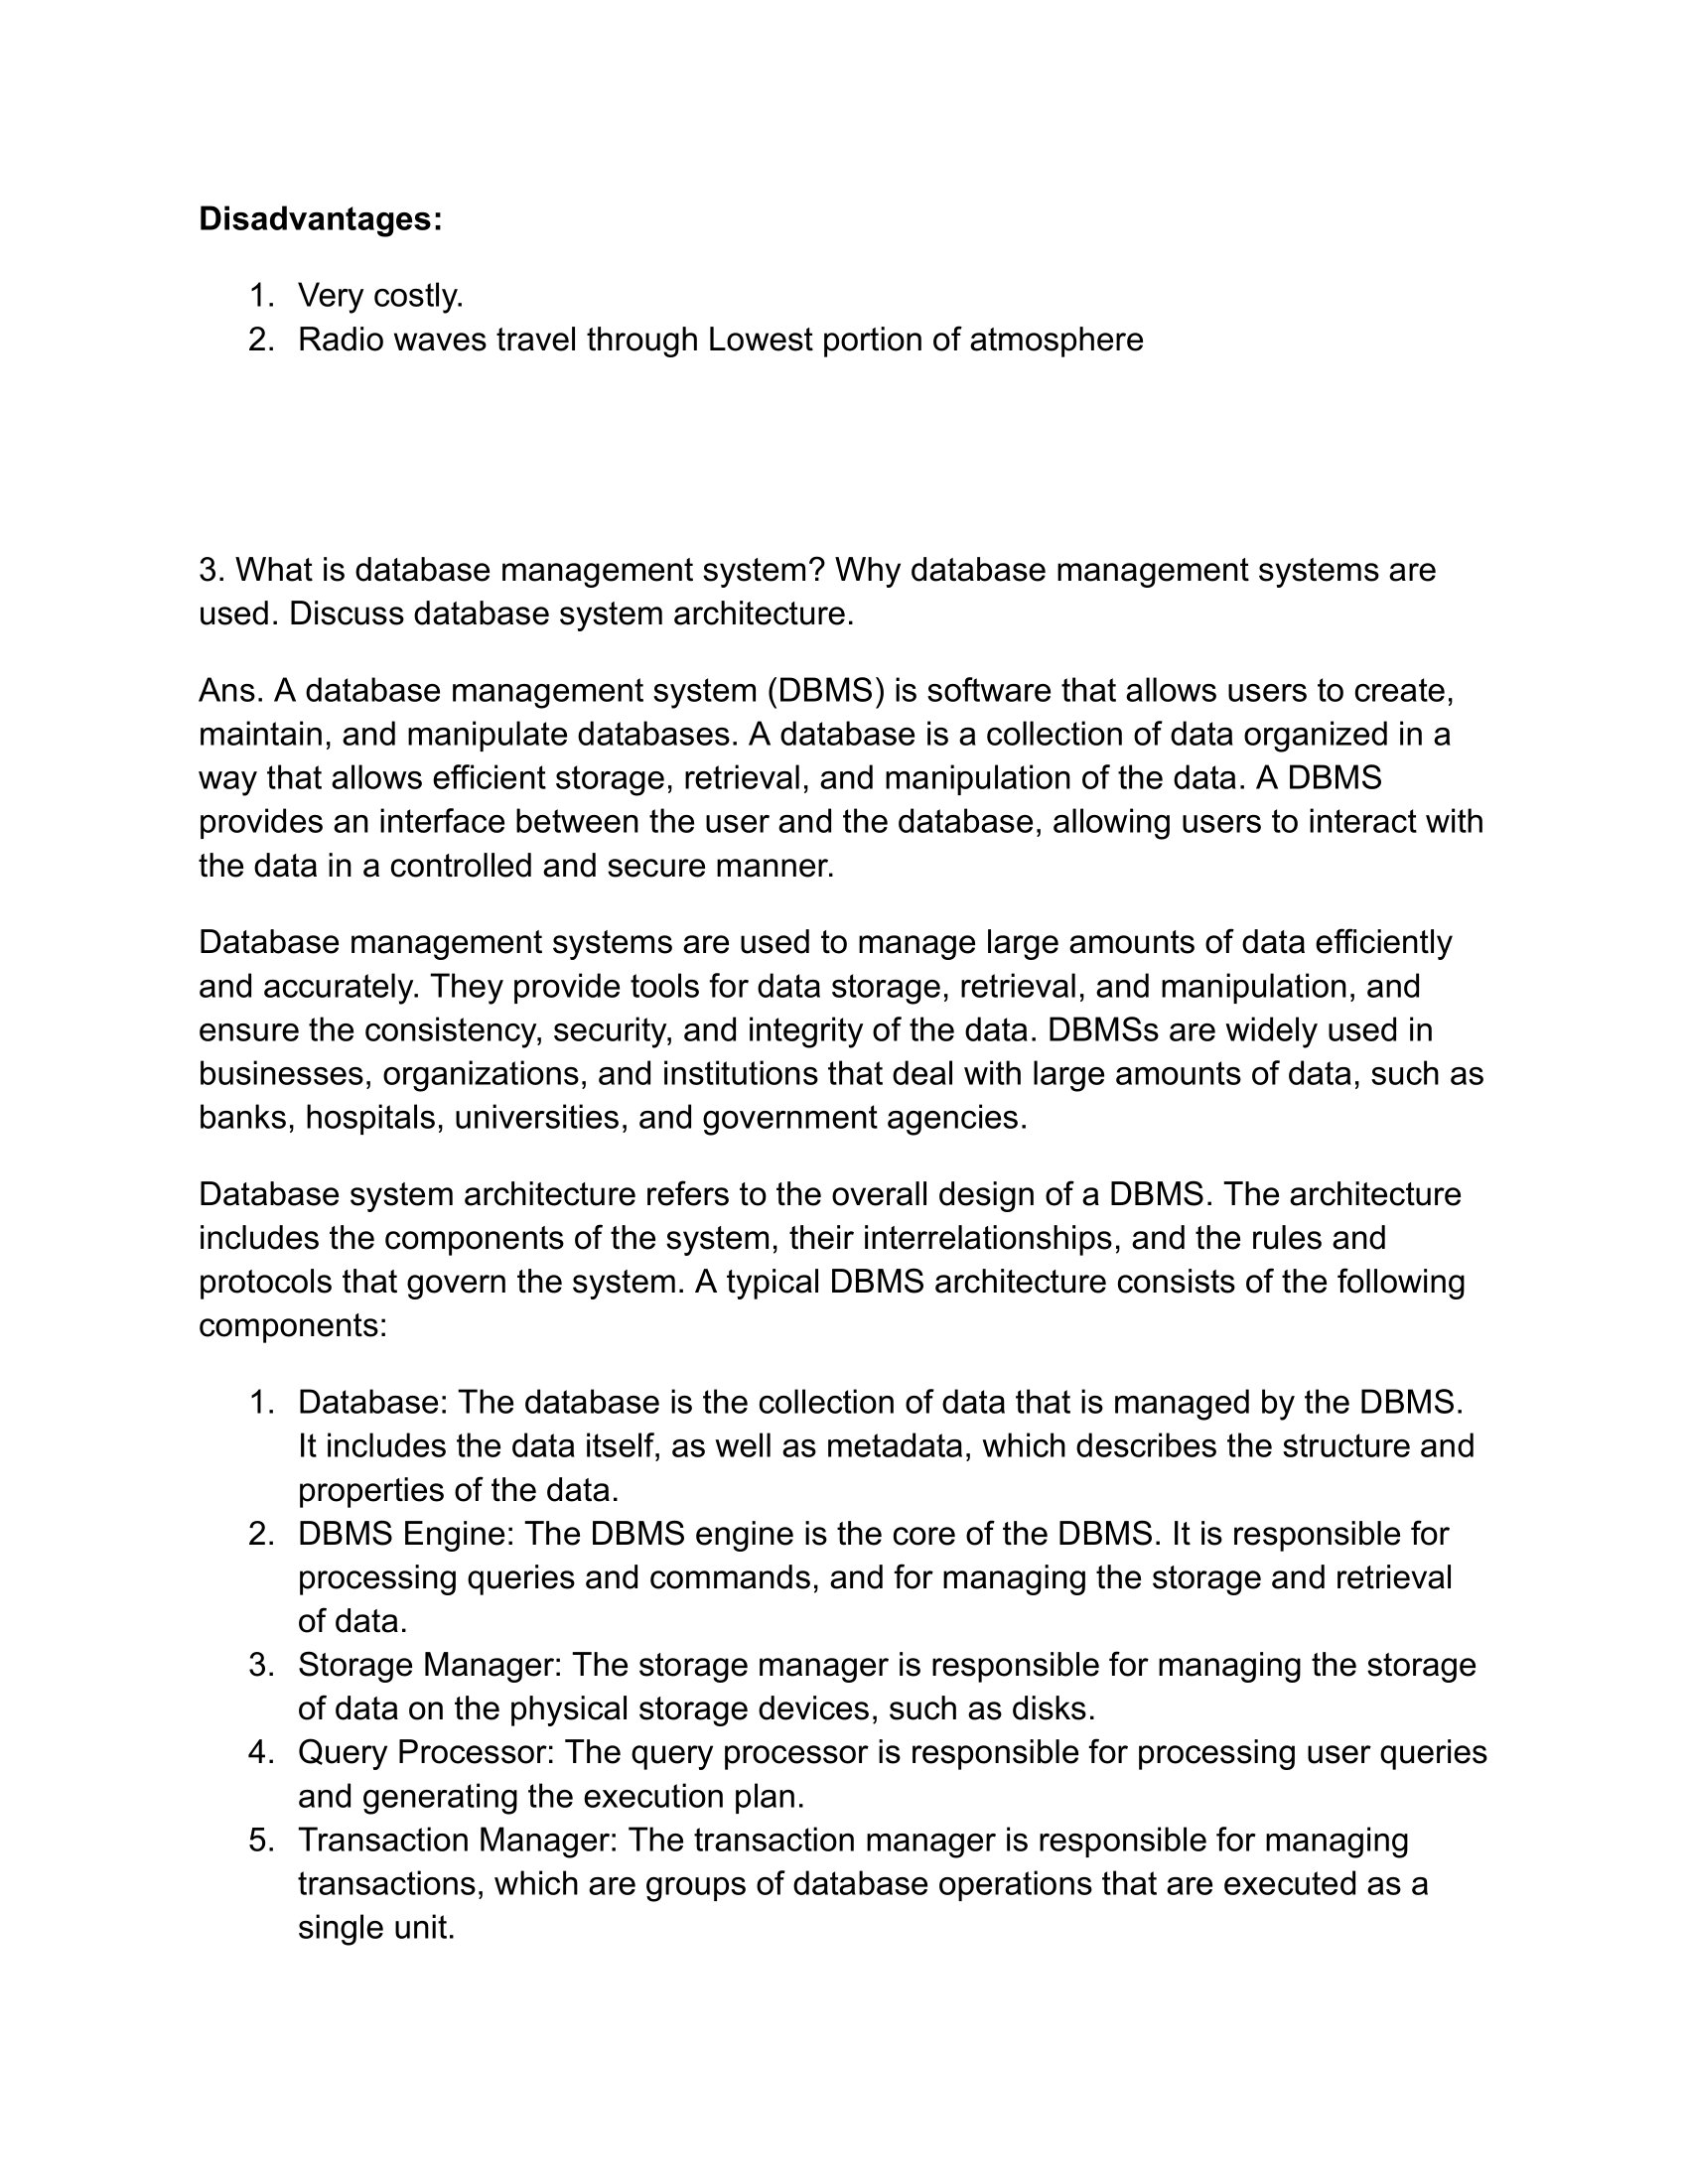 Disadvantages:
1. Very costly.
2. Radio waves travel through Lowest portion of atmosphere
3. What is database management system? Why database management systems are
used. Discuss database system architecture.
Ans. A database management system (DBMS) is software that allows users to create,
maintain, and manipulate databases. A database is a collection of data organized in a
way that allows efficient storage, retrieval, and manipulation of the data. A DBMS
provides an interface between the user and the database, allowing users to interact with
the data in a controlled and secure manner.
Database management systems are used to manage large amounts of data efficiently
and accurately. They provide tools for data storage, retrieval, and manipulation, and
ensure the consistency, security, and integrity of the data. DBMSs are widely used in
businesses, organizations, and institutions that deal with large amounts of data, such as
banks, hospitals, universities, and government agencies.
Database system architecture refers to the overall design of a DBMS. The architecture
includes the components of the system, their interrelationships, and the rules and
protocols that govern the system. A typical DBMS architecture consists of the following
components:
1. Database: The database is the collection of data that is managed by the DBMS.
It includes the data itself, as well as metadata, which describes the structure and
properties of the data.
2. DBMS Engine: The DBMS engine is the core of the DBMS. It is responsible for
processing queries and commands, and for managing the storage and retrieval
of data.
3. Storage Manager: The storage manager is responsible for managing the storage
of data on the physical storage devices, such as disks.
4. Query Processor: The query processor is responsible for processing user queries
and generating the execution plan.
5. Transaction Manager: The transaction manager is responsible for managing
transactions, which are groups of database operations that are executed as a
single unit.